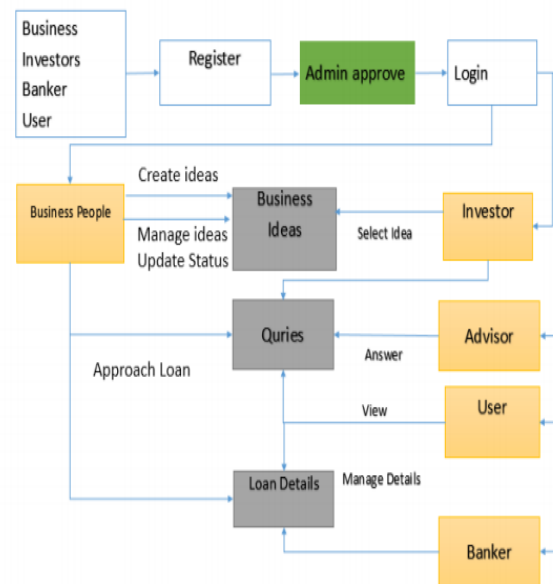 Business
Investors
Banker
User
Register
Admin approve
Login
Create ideas
Business People
Business
Ideas
Manage ideas
Update Status
Select Idea
Investor
Quries
Answer
Advisor
Approach Loan
View
User
Loan Details
Manage Details
Banker